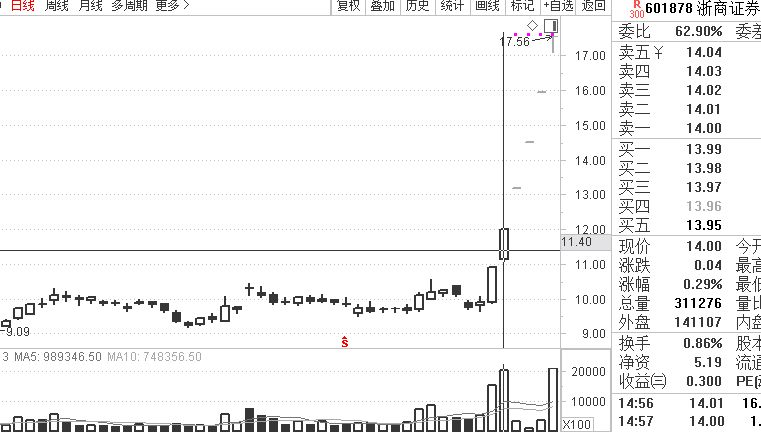 日线 周线 月线 多周期 更多 复权 叠加 历史 统计 画线 标记 +自选 返回
R
300
601878 浙商证券
委比 62.90% 委差
卖五 ¥ 14.04
卖四 14.03
卖三 14.02
卖二 14.01
卖一 14.00
买一 13.99
买二 13.98
买三 13.97
买四 13.96
买五 13.95
现价 14.00 今开
涨跌 0.04 最高
涨幅 0.29% 最低
总量 311276 量比
外盘 141107 内盘
换手 0.86% 股本
净资 5.19 流通
收益㈢ 0.300 PE
14:56 14.01 16.
14:57 14.00 1.
17.56
17.00
16.00
15.00
14.00
13.00
12.00
11.40
11.00
10.00
9.00
9.09
S
3 MA5: 989346.50 MA10: 748356.50
20000
10000
X100